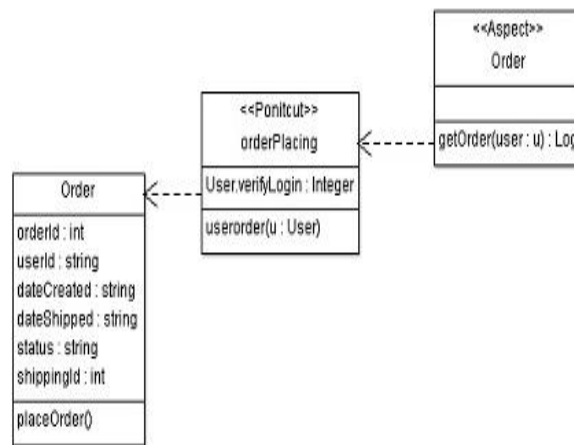 <<Aspect>>
Order
getOrder(user : u) : Log
<<Ponitcut>>
orderPlacing
User.verifyLogin : Integer
userorder(u : User)
Order
orderId : int
userId : string
dateCreated : string
dateShipped : string
status : string
shippingId : int
placeOrder()